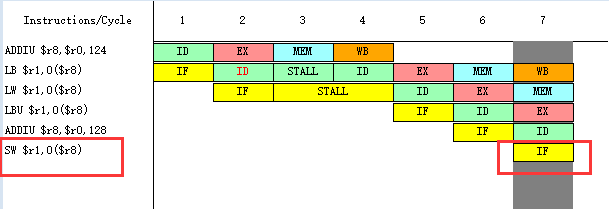 Instructions/Cycle 1 2 3 4 5 6 7
ADDIU $r8,$r0,124 ID EX MEM WB
LB $r1,0($r8) IF ID STALL ID EX MEM WB
LW $r1,0($r8) IF STALL ID EX MEM
LBU $r1,0($r8) IF ID EX
ADDIU $r8,$r0,128 IF ID
SW $r1,0($r8) IF